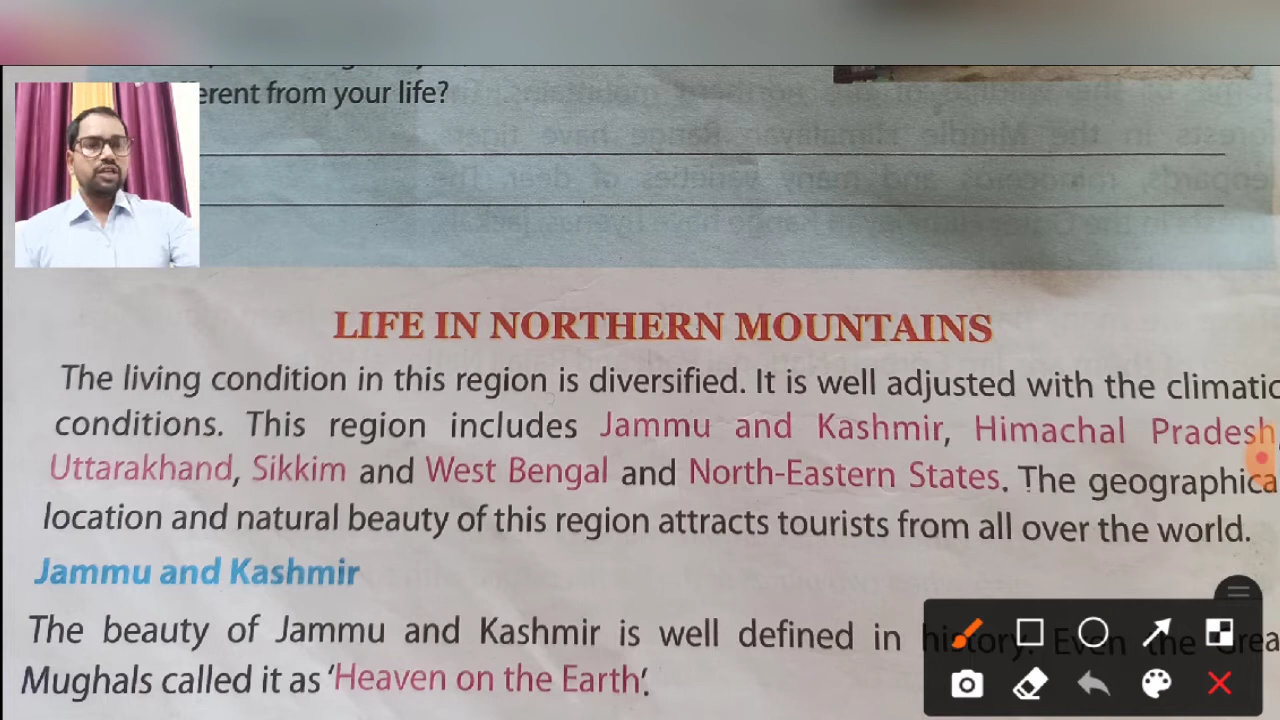 erent from your life?
LIFE IN NORTHERN MOUNTAINS
The living condition in this region is diversified. It is well adjusted with the climatic
conditions. This region includes Jammu and Kashmir, Himachal Pradesh,
Uttarakhand, Sikkim and West Bengal and North-Eastern States. The geographica
location and natural beauty of this region attracts tourists from all over the world.
Jammu and Kashmir
The beauty of Jammu and Kashmir is well defined in history. Even the Grea
Mughals called it as 'Heaven on the Earth'.